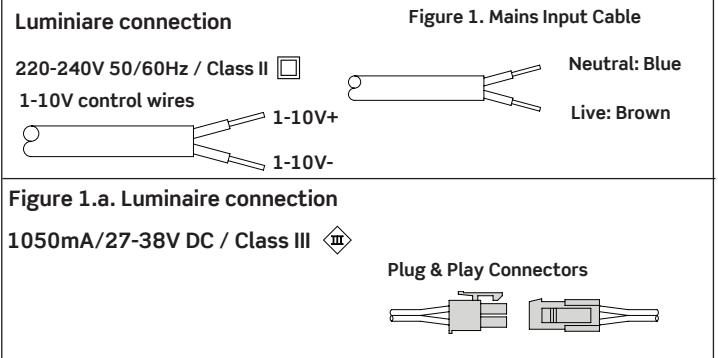 Luminiare connection
220-240V 50/60Hz / Class II
1-10V control wires
1-10V+
1-10V-
Figure 1. Mains Input Cable
Neutral: Blue
Live: Brown
Figure 1.a. Luminaire connection
1050mA/27-38V DC / Class III
III
Plug & Play Connectors